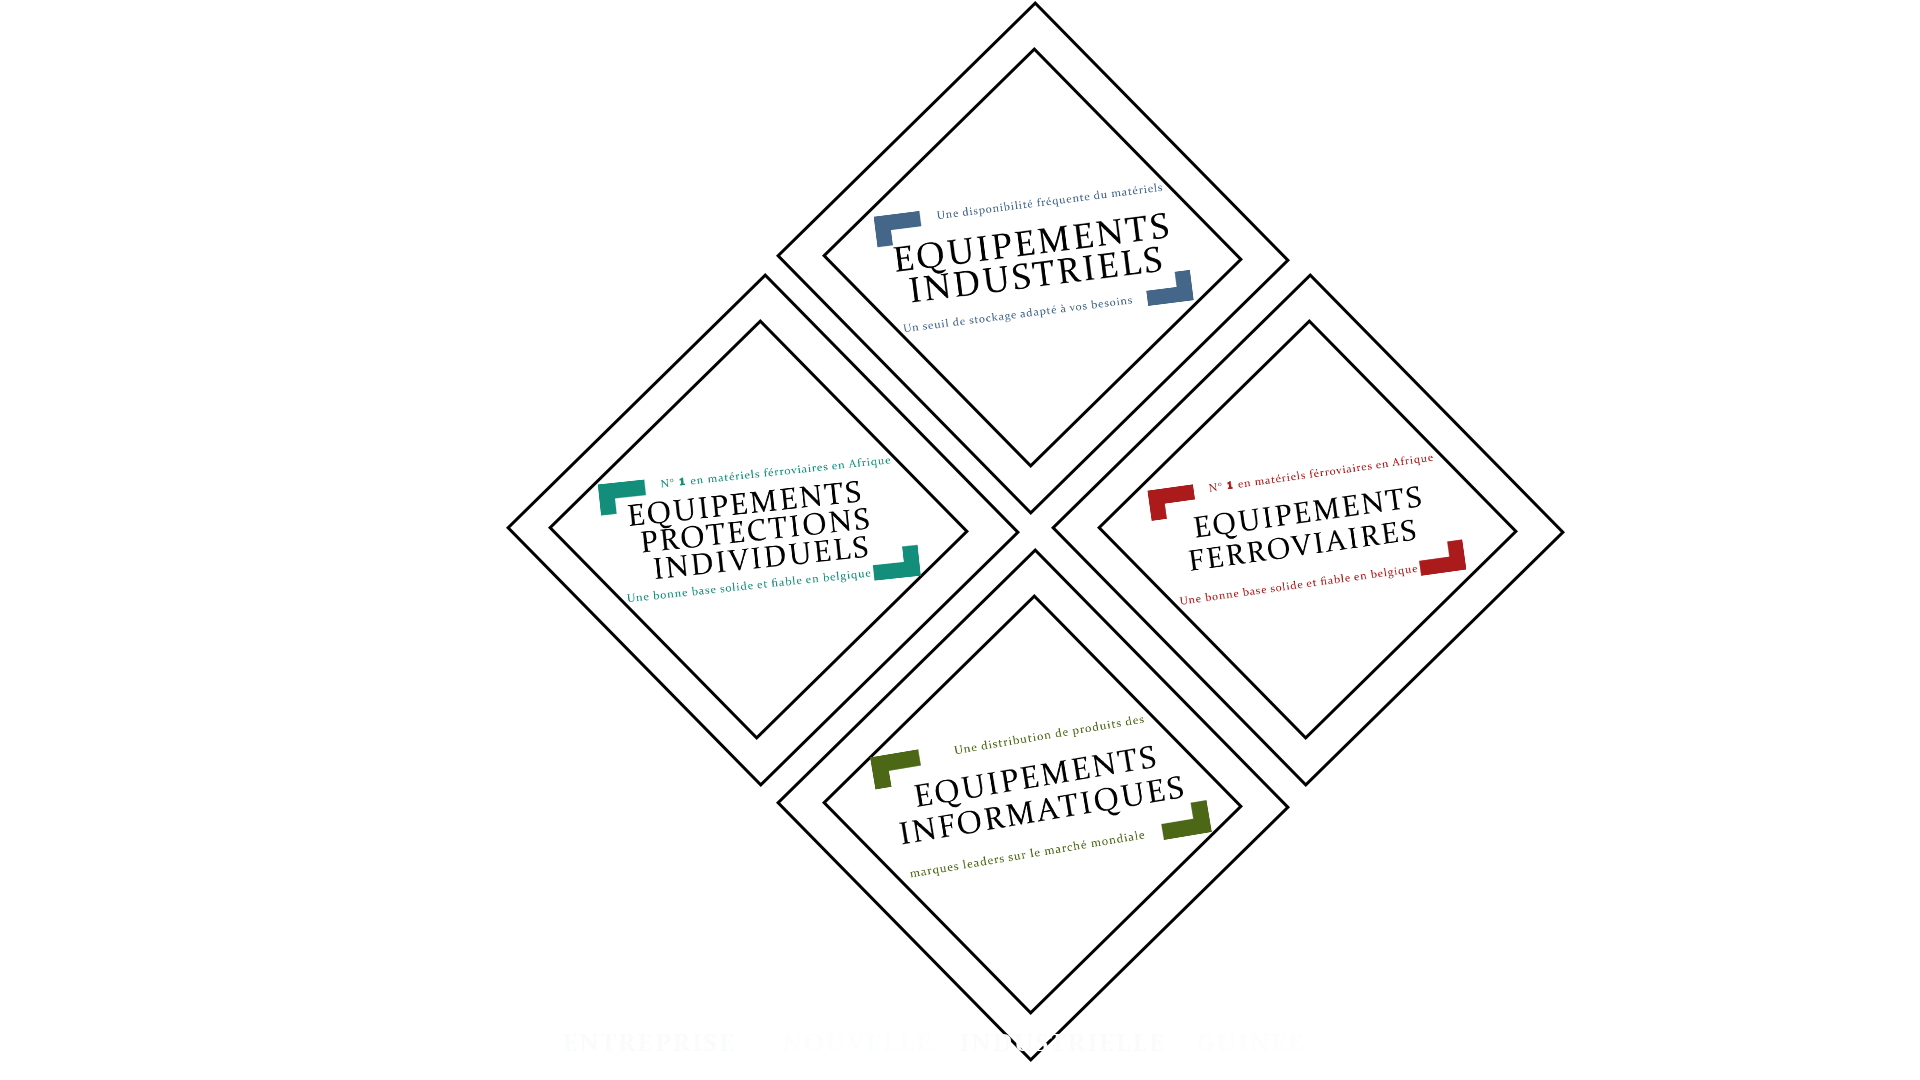 Une disponibilité fréquente du matériels
EQUIPEMENTS
INDUSTRIELS
Un seuil de stockage adapté à vos besoins
N° 1 en matériels férroviaires en Afrique
EQUIPEMENTS
PROTECTIONS
INDIVIDUELS
Une bonne base solide et fiable en belgique
N° 1 en matériels férroviaires en Afrique
EQUIPEMENTS
FERROVIAIRES
Une bonne base solide et fiable en belgique
Une distribution de produits des
EQUIPEMENTS
INFORMATIQUES
marques leaders sur le marché mondiale
ENTREPRISE NOUVELLE INDUSTRIELLE